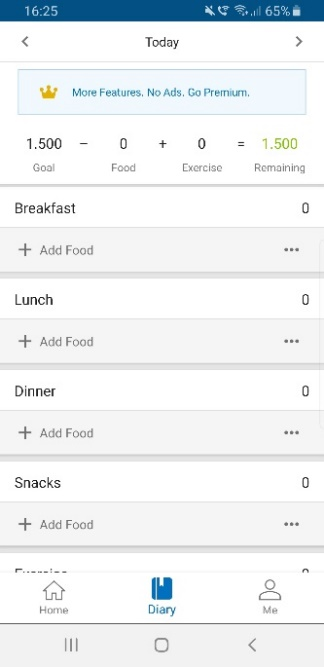 16:25 65%
Today
More Features. No Ads. Go Premium.
1.500 − 0 + 0 = 1.500
Goal Food Exercise Remaining
Breakfast 0
+ Add Food
Lunch 0
+ Add Food
Dinner 0
+ Add Food
Snacks 0
+ Add Food
Exercise 0
Home Diary Me